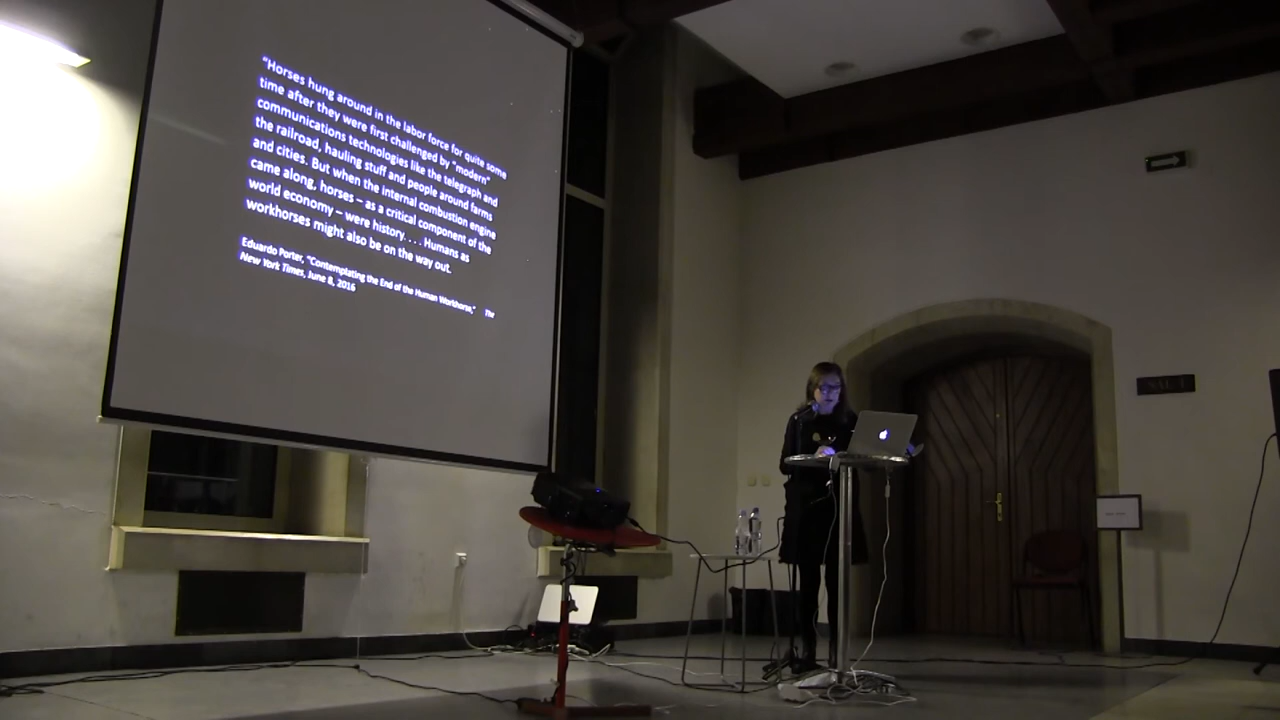 "Horses hung around in the labor force for quite some
time after they were first challenged by "modern"
communications technologies like the telegraph and
the railroad, hauling stuff and people around farms
and cities. But when the internal combustion engine
came along, horses – as a critical component of the
world economy – were history. . . . Humans as
workhorses might also be on the way out.
Eduardo Porter, "Contemplating the End of the Human Workhorse," The
New York Times, June 8, 2016